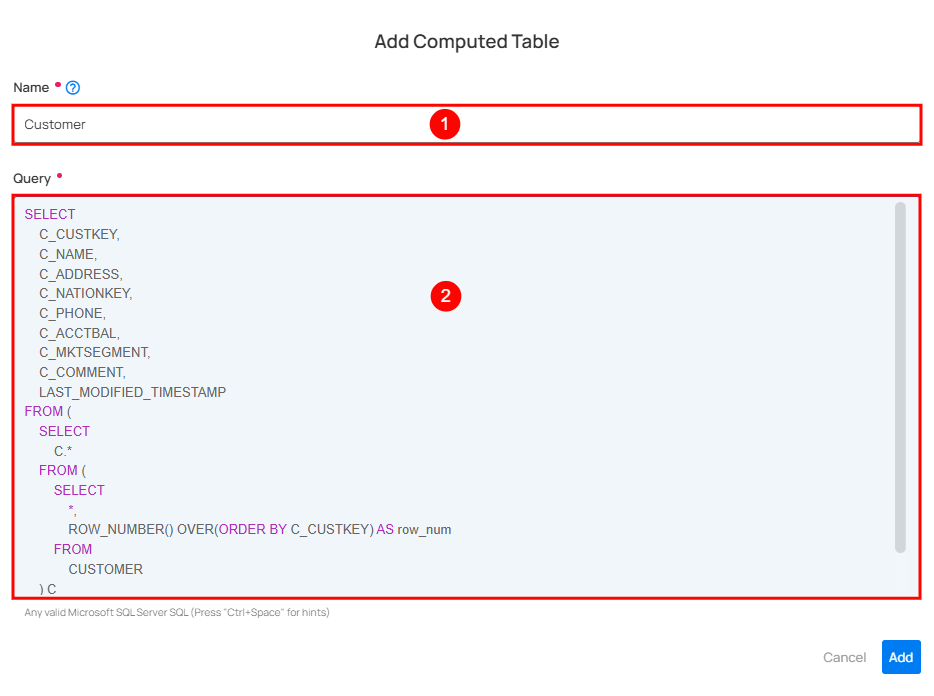 Add Computed Table
Name
Customer 1
Query
SELECT
C_CUSTKEY,
C_NAME,
C_ADDRESS,
C_NATIONKEY,
2
C_PHONE,
C_ACCTBAL,
C_MKTSEGMENT,
C_COMMENT,
LAST_MODIFIED_TIMESTAMP
FROM (
SELECT
C.*
FROM (
SELECT
*,
ROW_NUMBER() OVER(ORDER BY C_CUSTKEY) AS row_num
FROM
CUSTOMER
) C
Any valid Microsoft SQL Server SQL (Press "Ctrl+Space" for hints)
Cancel Add